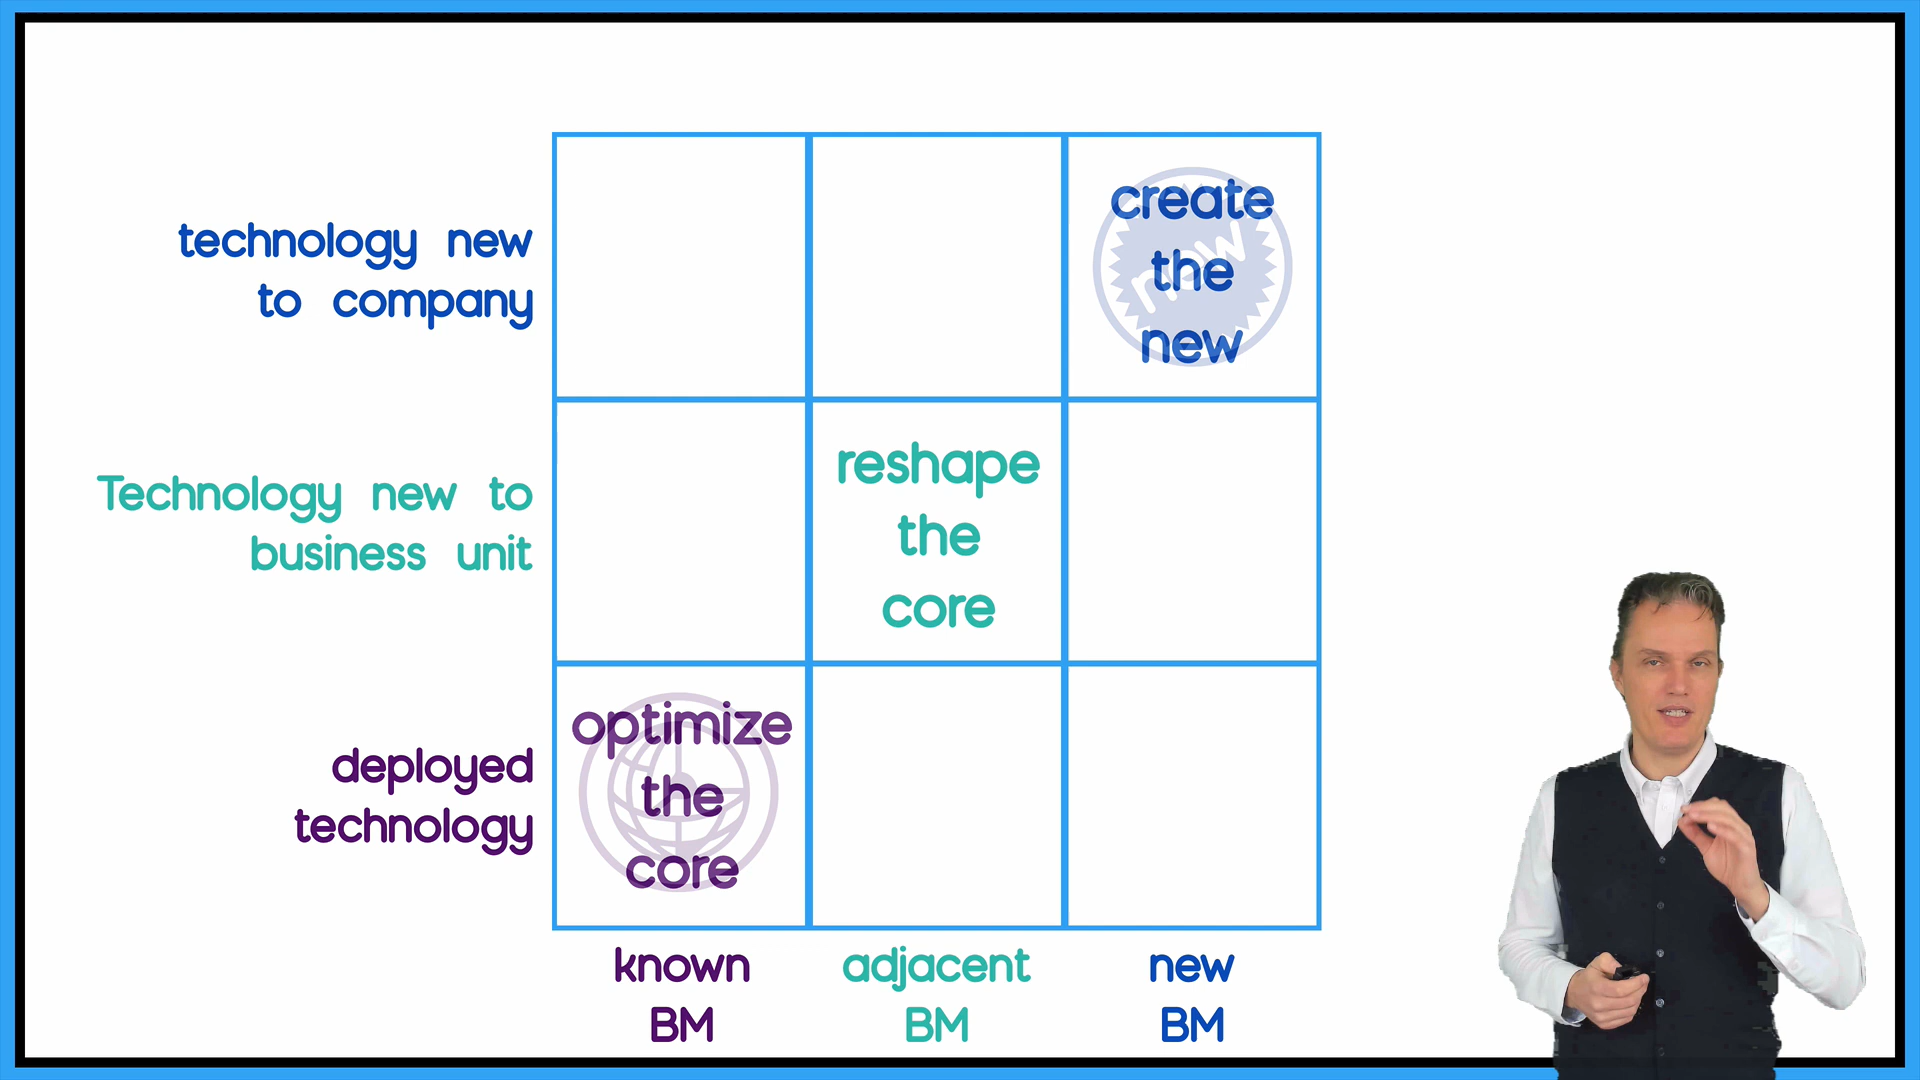 technology new
to company
create
the
new
new
Technology new to
business unit
reshape
the
core
deployed
technology
optimize
the
core
known
BM
adjacent
BM
new
BM